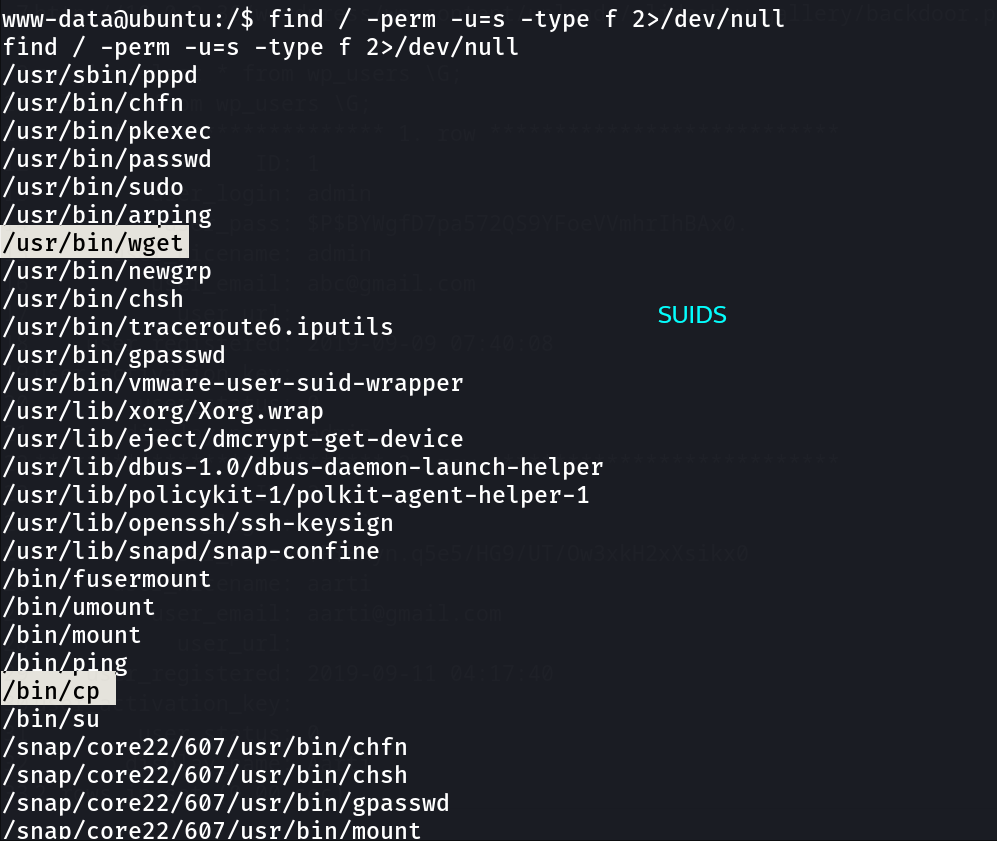 www-data@ubuntu:/$ find / -perm -u=s -type f 2>/dev/null
find / -perm -u=s -type f 2>/dev/null
/usr/sbin/pppd
/usr/bin/chfn
/usr/bin/pkexec
/usr/bin/passwd
/usr/bin/sudo
/usr/bin/arping
/usr/bin/wget
/usr/bin/newgrp
/usr/bin/chsh
SUIDS
/usr/bin/traceroute6.iputils
/usr/bin/gpasswd
/usr/bin/vmware-user-suid-wrapper
/usr/lib/xorg/Xorg.wrap
/usr/lib/eject/dmcrypt-get-device
/usr/lib/dbus-1.0/dbus-daemon-launch-helper
/usr/lib/policykit-1/polkit-agent-helper-1
/usr/lib/openssh/ssh-keysign
/usr/lib/snapd/snap-confine
/bin/fusermount
/bin/umount
/bin/mount
/bin/ping
/bin/cp
/bin/su
/snap/core22/607/usr/bin/chfn
/snap/core22/607/usr/bin/chsh
/snap/core22/607/usr/bin/gpasswd
/snap/core22/607/usr/bin/mount